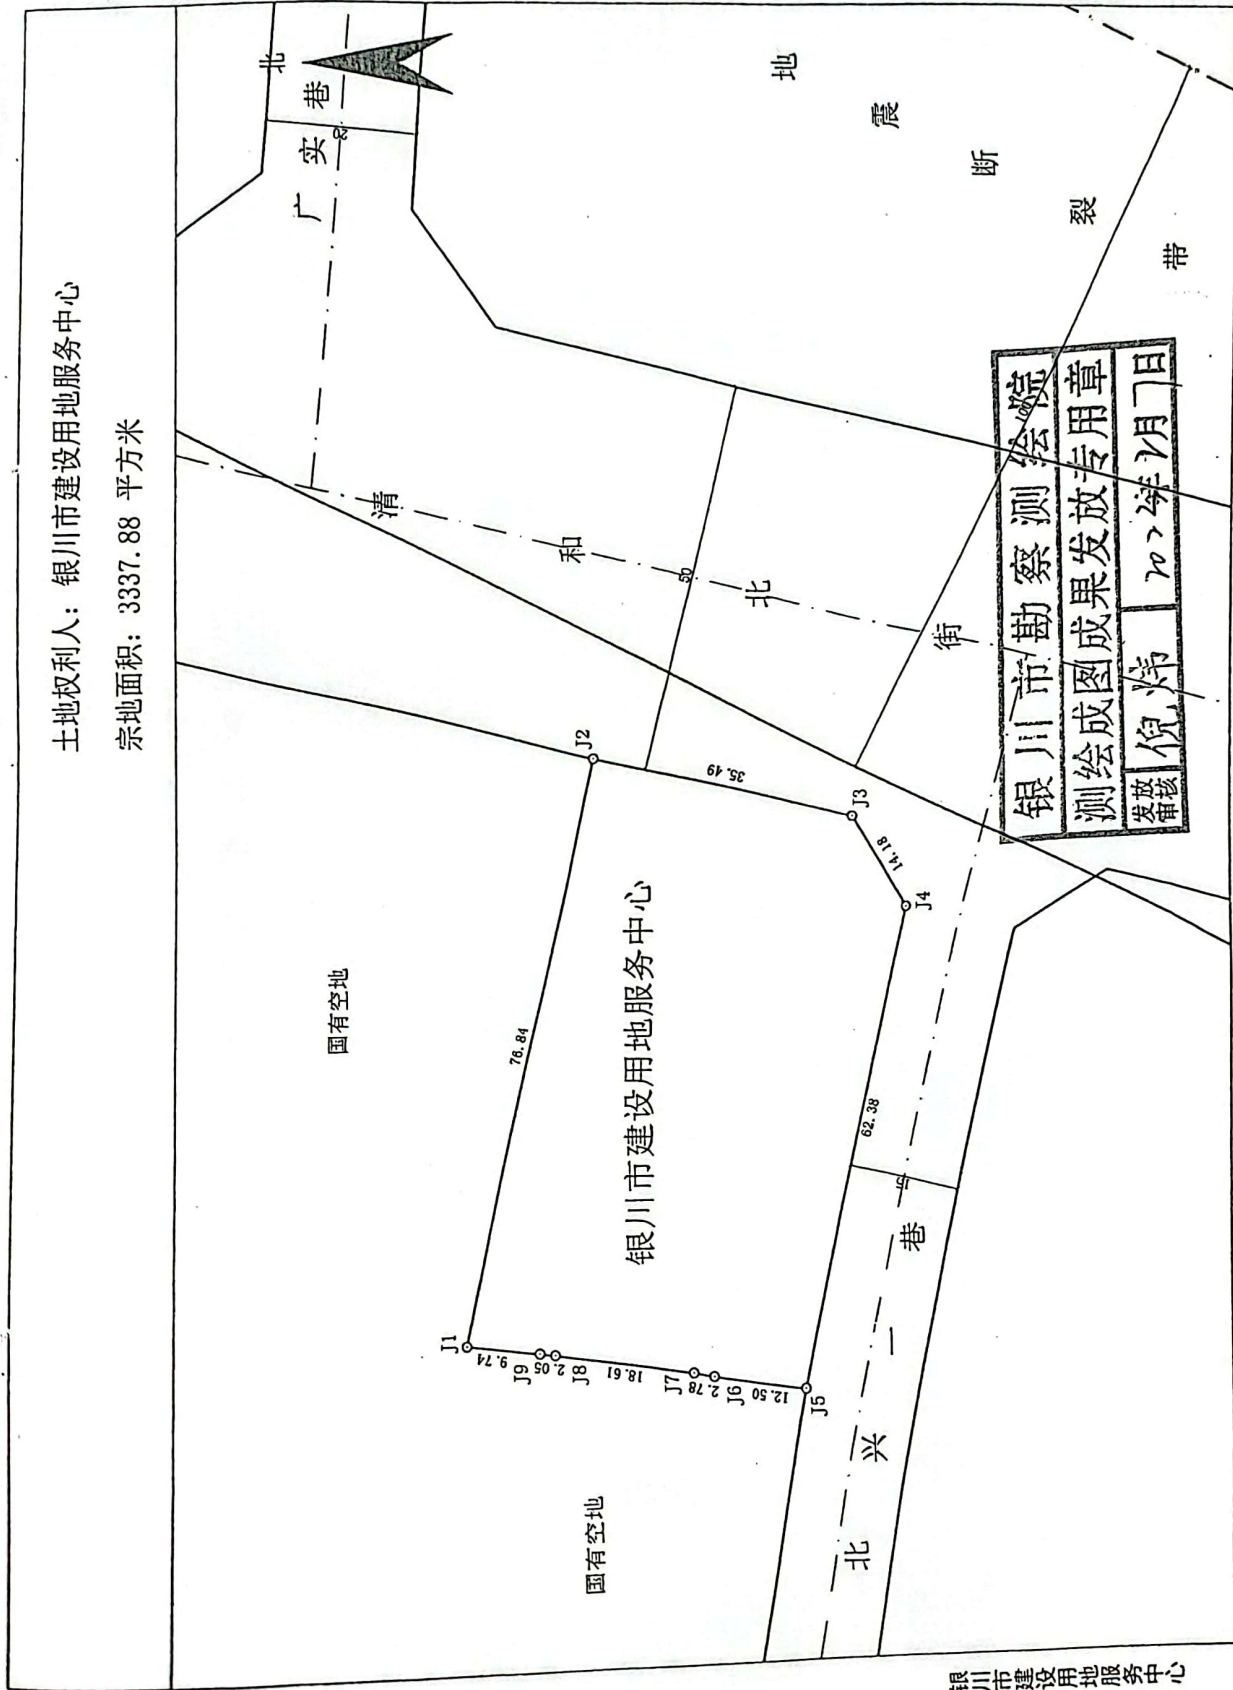 土地权利人: 银川市建设用地服务中心
宗地面积: 3337.88 平方米
北
广实巷
20
清和北街
50
地震断裂带
100
国有空地
国有空地
银川市建设用地服务中心
J1
J2
J3
J4
J5
J6
J7
J8
J9
76.84
35.49
14.18
62.38
12.50
2.78
18.61
2.05
9.74
15
北兴一巷
银川市勘察测绘院
测绘成图成果发放专用章
发放审核
倪炜
银川市建设用地服务中心